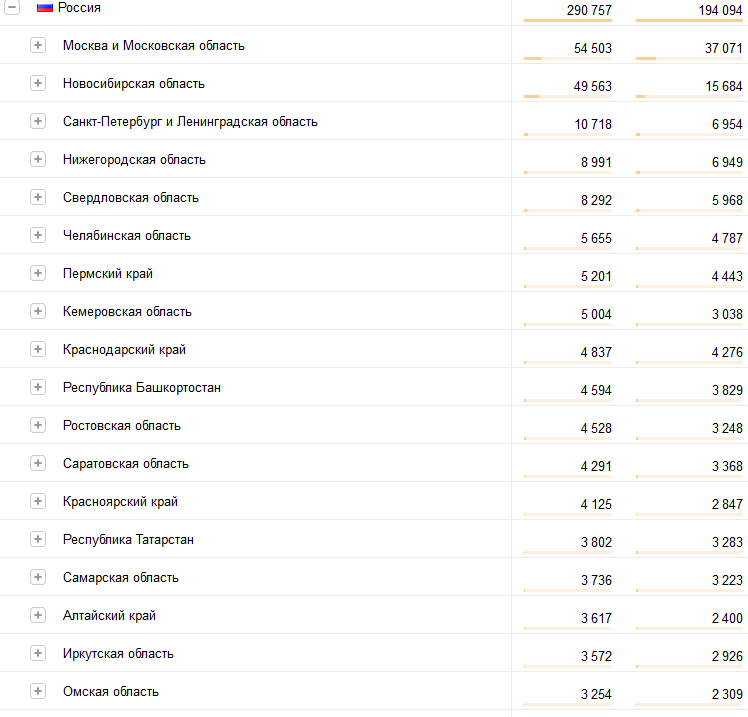 Россия 290 757 194 094
Москва и Московская область 54 503 37 071
Новосибирская область 49 563 15 684
Санкт-Петербург и Ленинградская область 10 718 6 954
Нижегородская область 8 991 6 949
Свердловская область 8 292 5 968
Челябинская область 5 655 4 787
Пермский край 5 201 4 443
Кемеровская область 5 004 3 038
Краснодарский край 4 837 4 276
Республика Башкортостан 4 594 3 829
Ростовская область 4 528 3 248
Саратовская область 4 291 3 368
Красноярский край 4 125 2 847
Республика Татарстан 3 802 3 283
Самарская область 3 736 3 223
Алтайский край 3 617 2 400
Иркутская область 3 572 2 926
Омская область 3 254 2 309